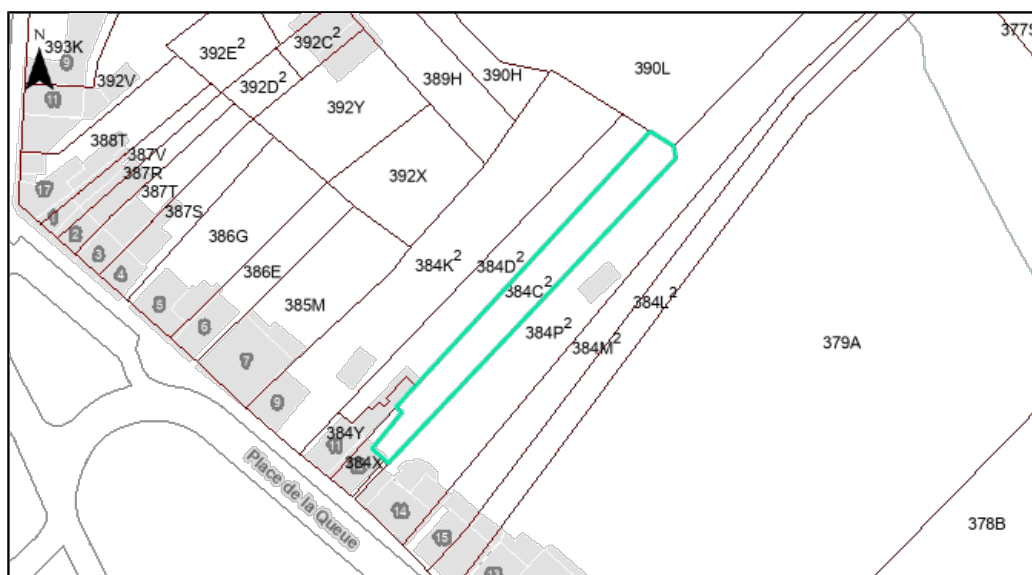 N
393K
9
392E²
392C²
377S
392V
11
392D²
389H
390H
390L
392Y
388T
387V
387R
392X
17
387T
1
387S
2
386G
3
4
386E
384K²
384D²
384C²
5
385M
6
384P²
384L²
384M²
379A
7
9
384Y
11
384X
Place de la Queue
14
15
378B
13